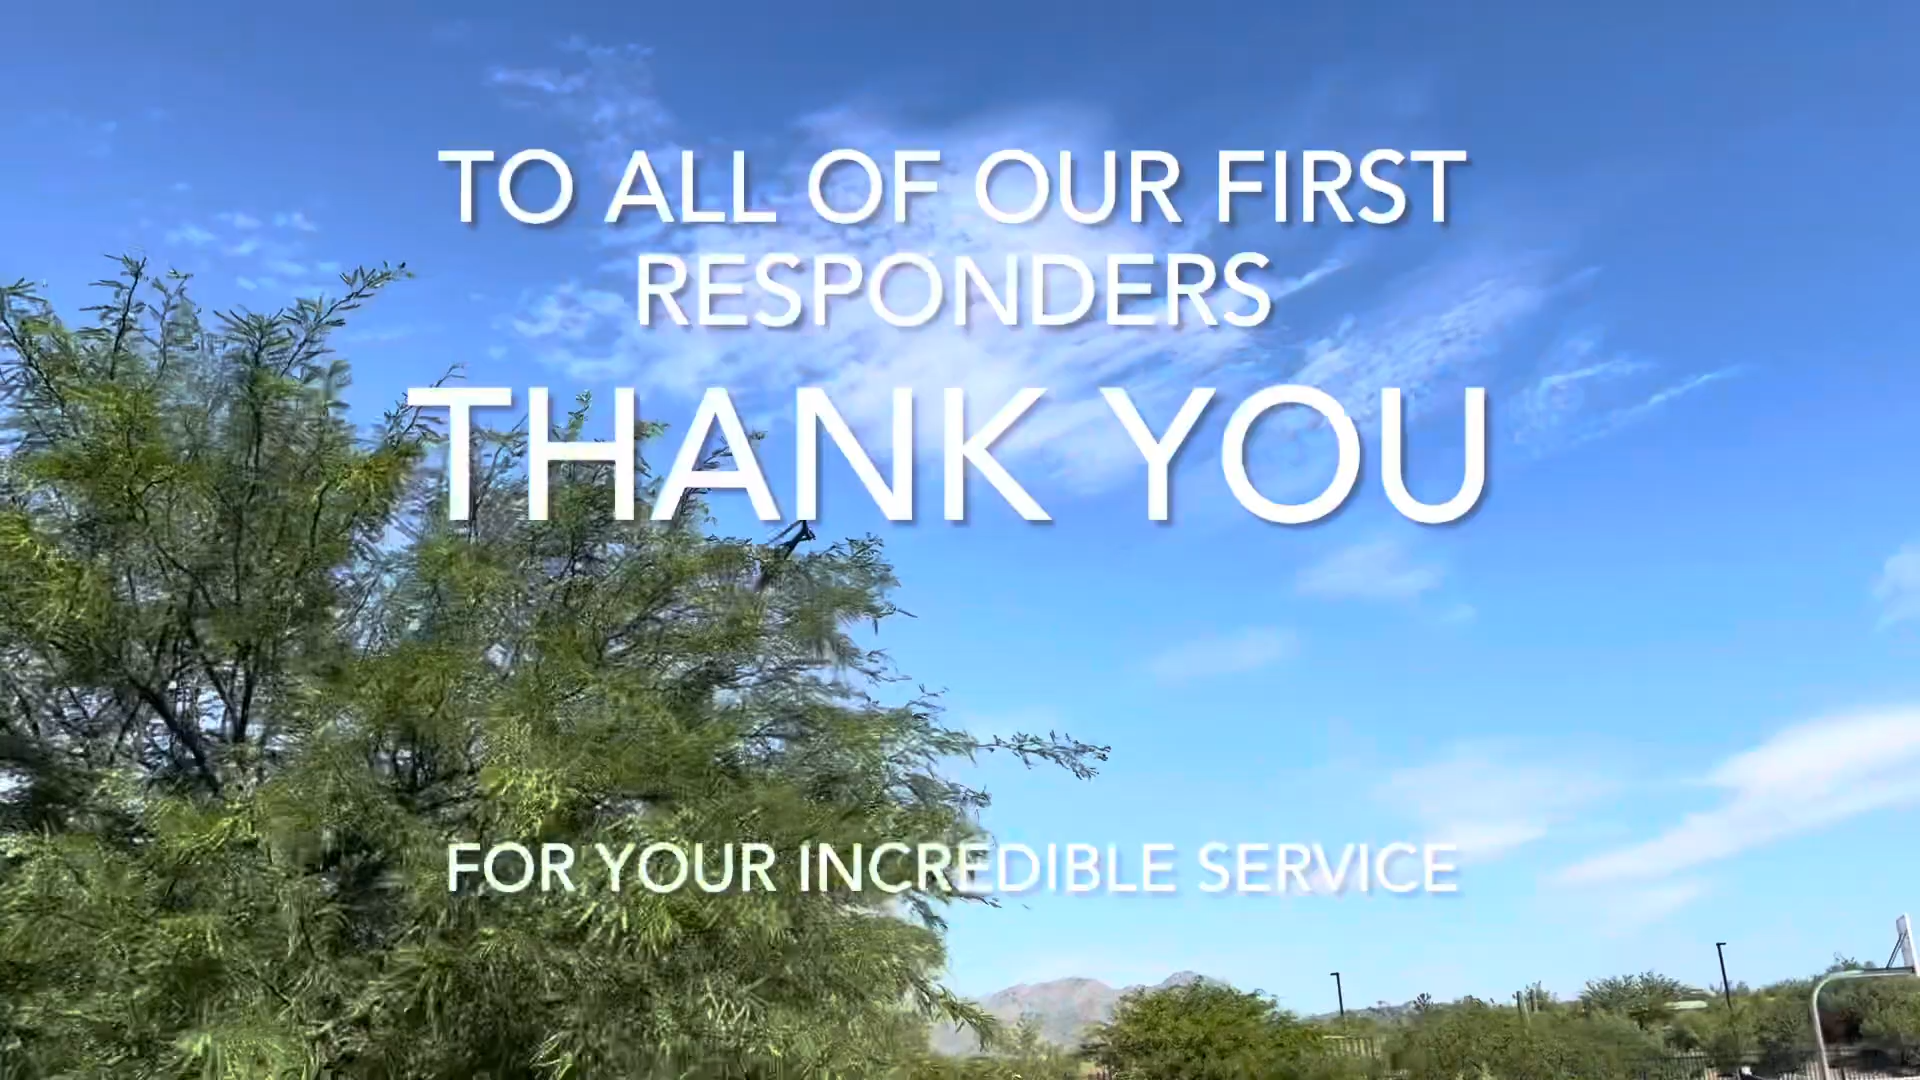 TO ALL OF OUR FIRST
RESPONDERS
THANK YOU
FOR YOUR INCREDIBLE SERVICE